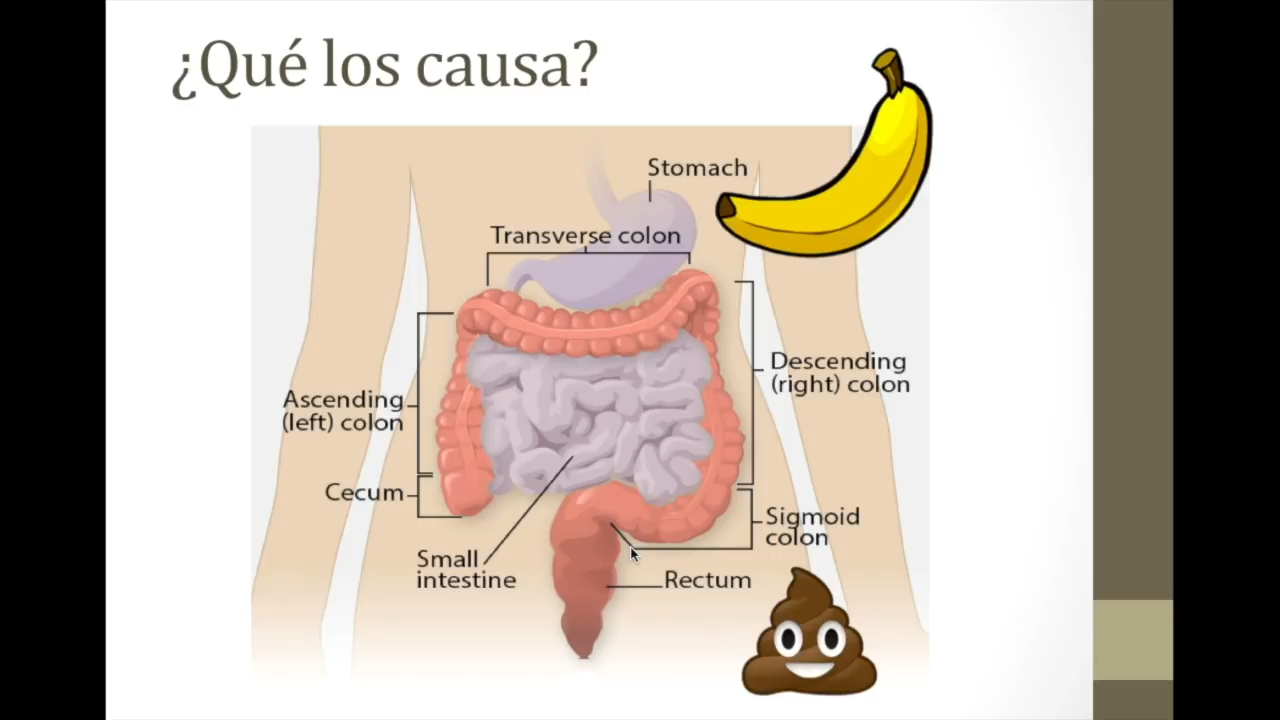 ¿Qué los causa?
Stomach
Transverse colon
Descending
(right) colon
Ascending
(left) colon
Cecum
Sigmoid
colon
Small
intestine
Rectum